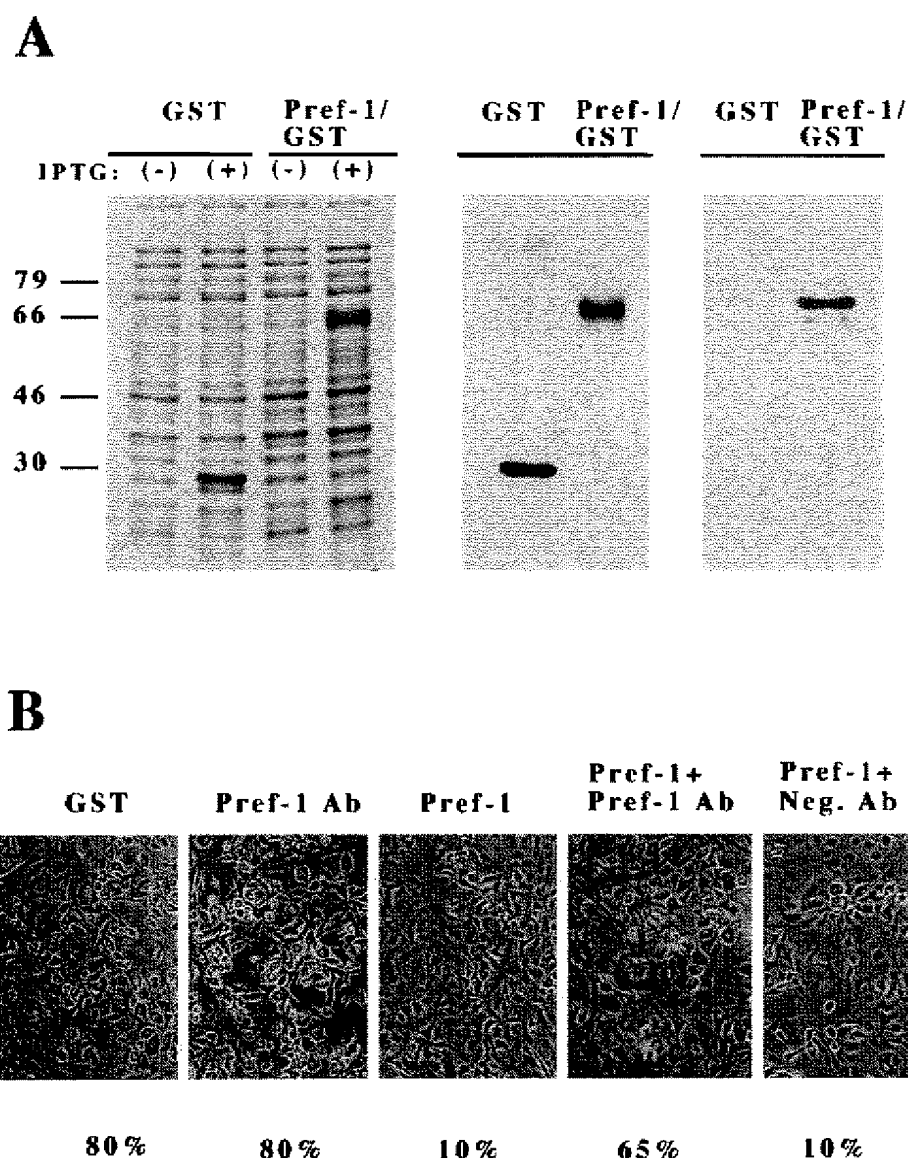 A
GST Pref-1/ GST Pref-1/ GST Pref-1/
GST GST GST
IPTG: (-) (+) (-) (+)
79
66
46
30
B
GST Pref-1 Ab Pref-1 Pref-1+ Pref-1+
Pref-1 Ab Neg. Ab
80% 80% 10% 65% 10%